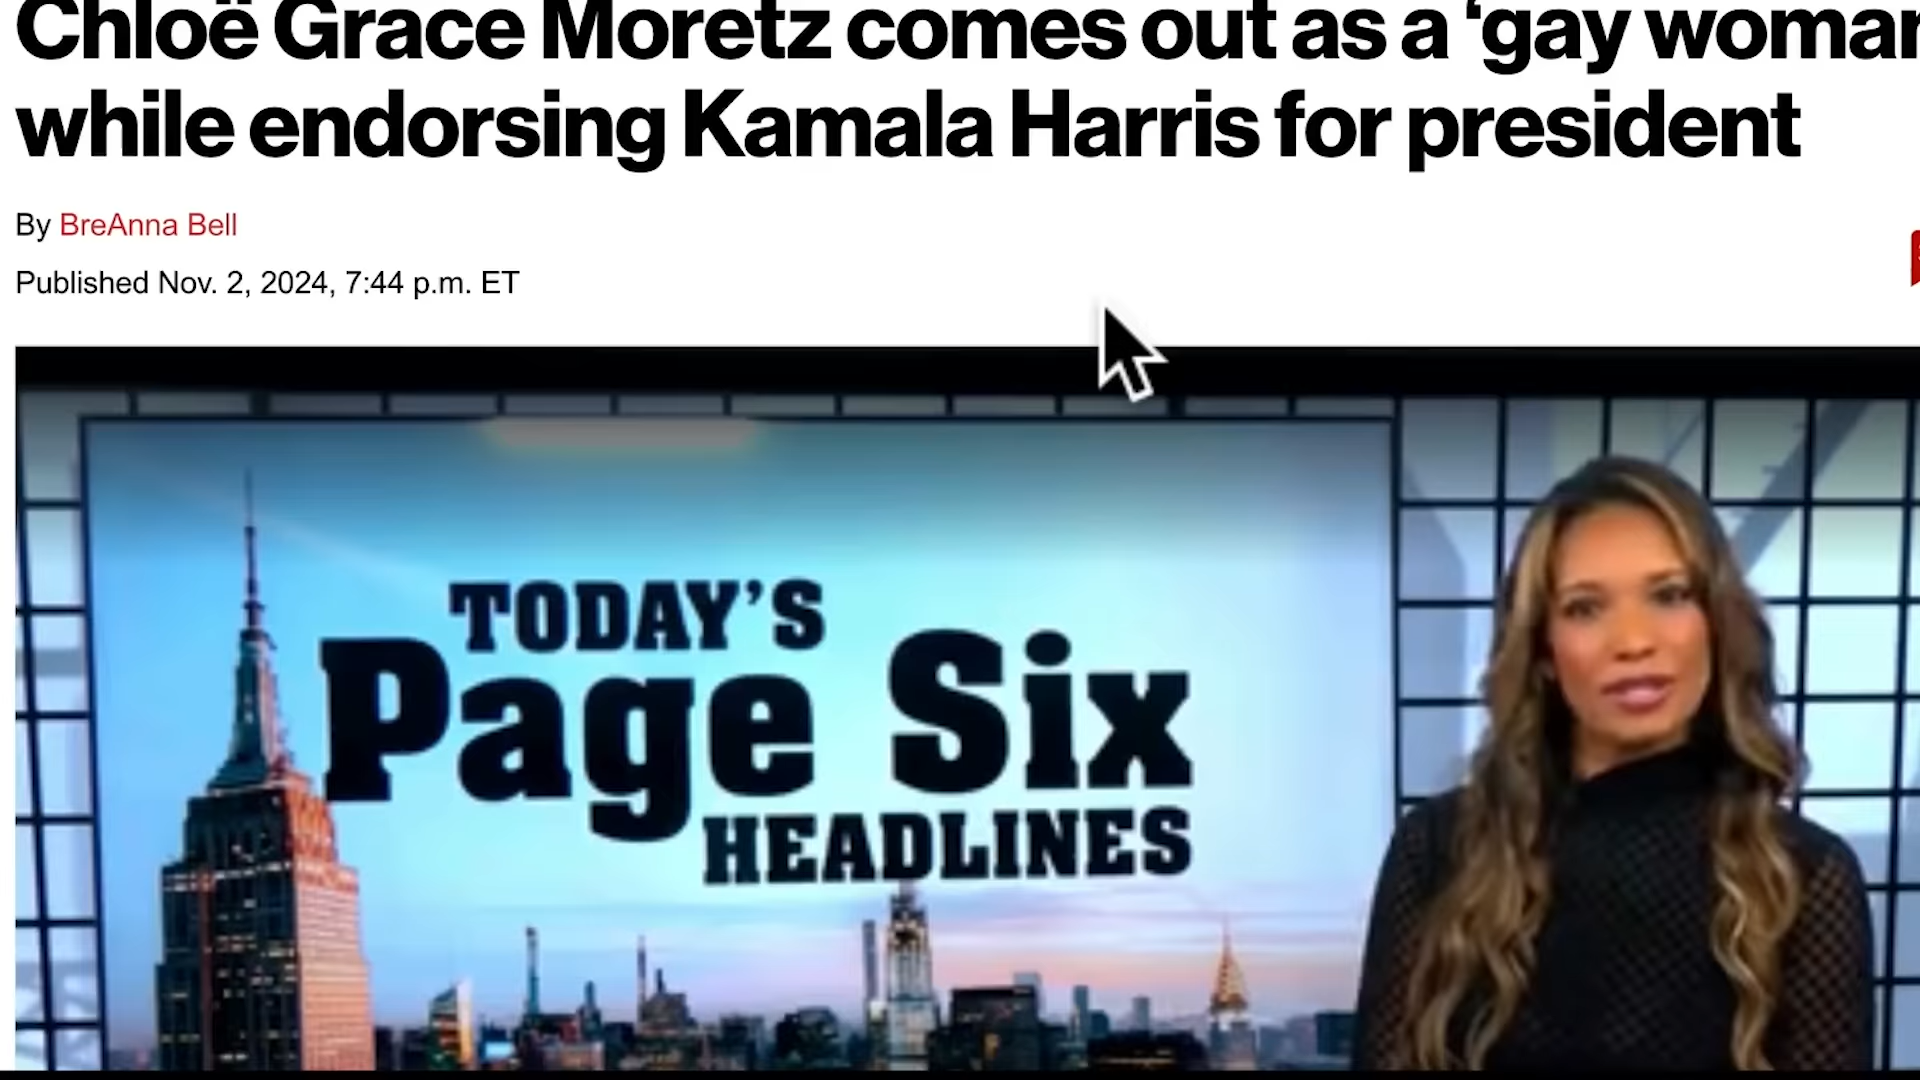 Chloë Grace Moretz comes out as a ‘gay woman
while endorsing Kamala Harris for president
By BreAnna Bell
Published Nov. 2, 2024, 7:44 p.m. ET
TODAY'S
Page Six
HEADLINES